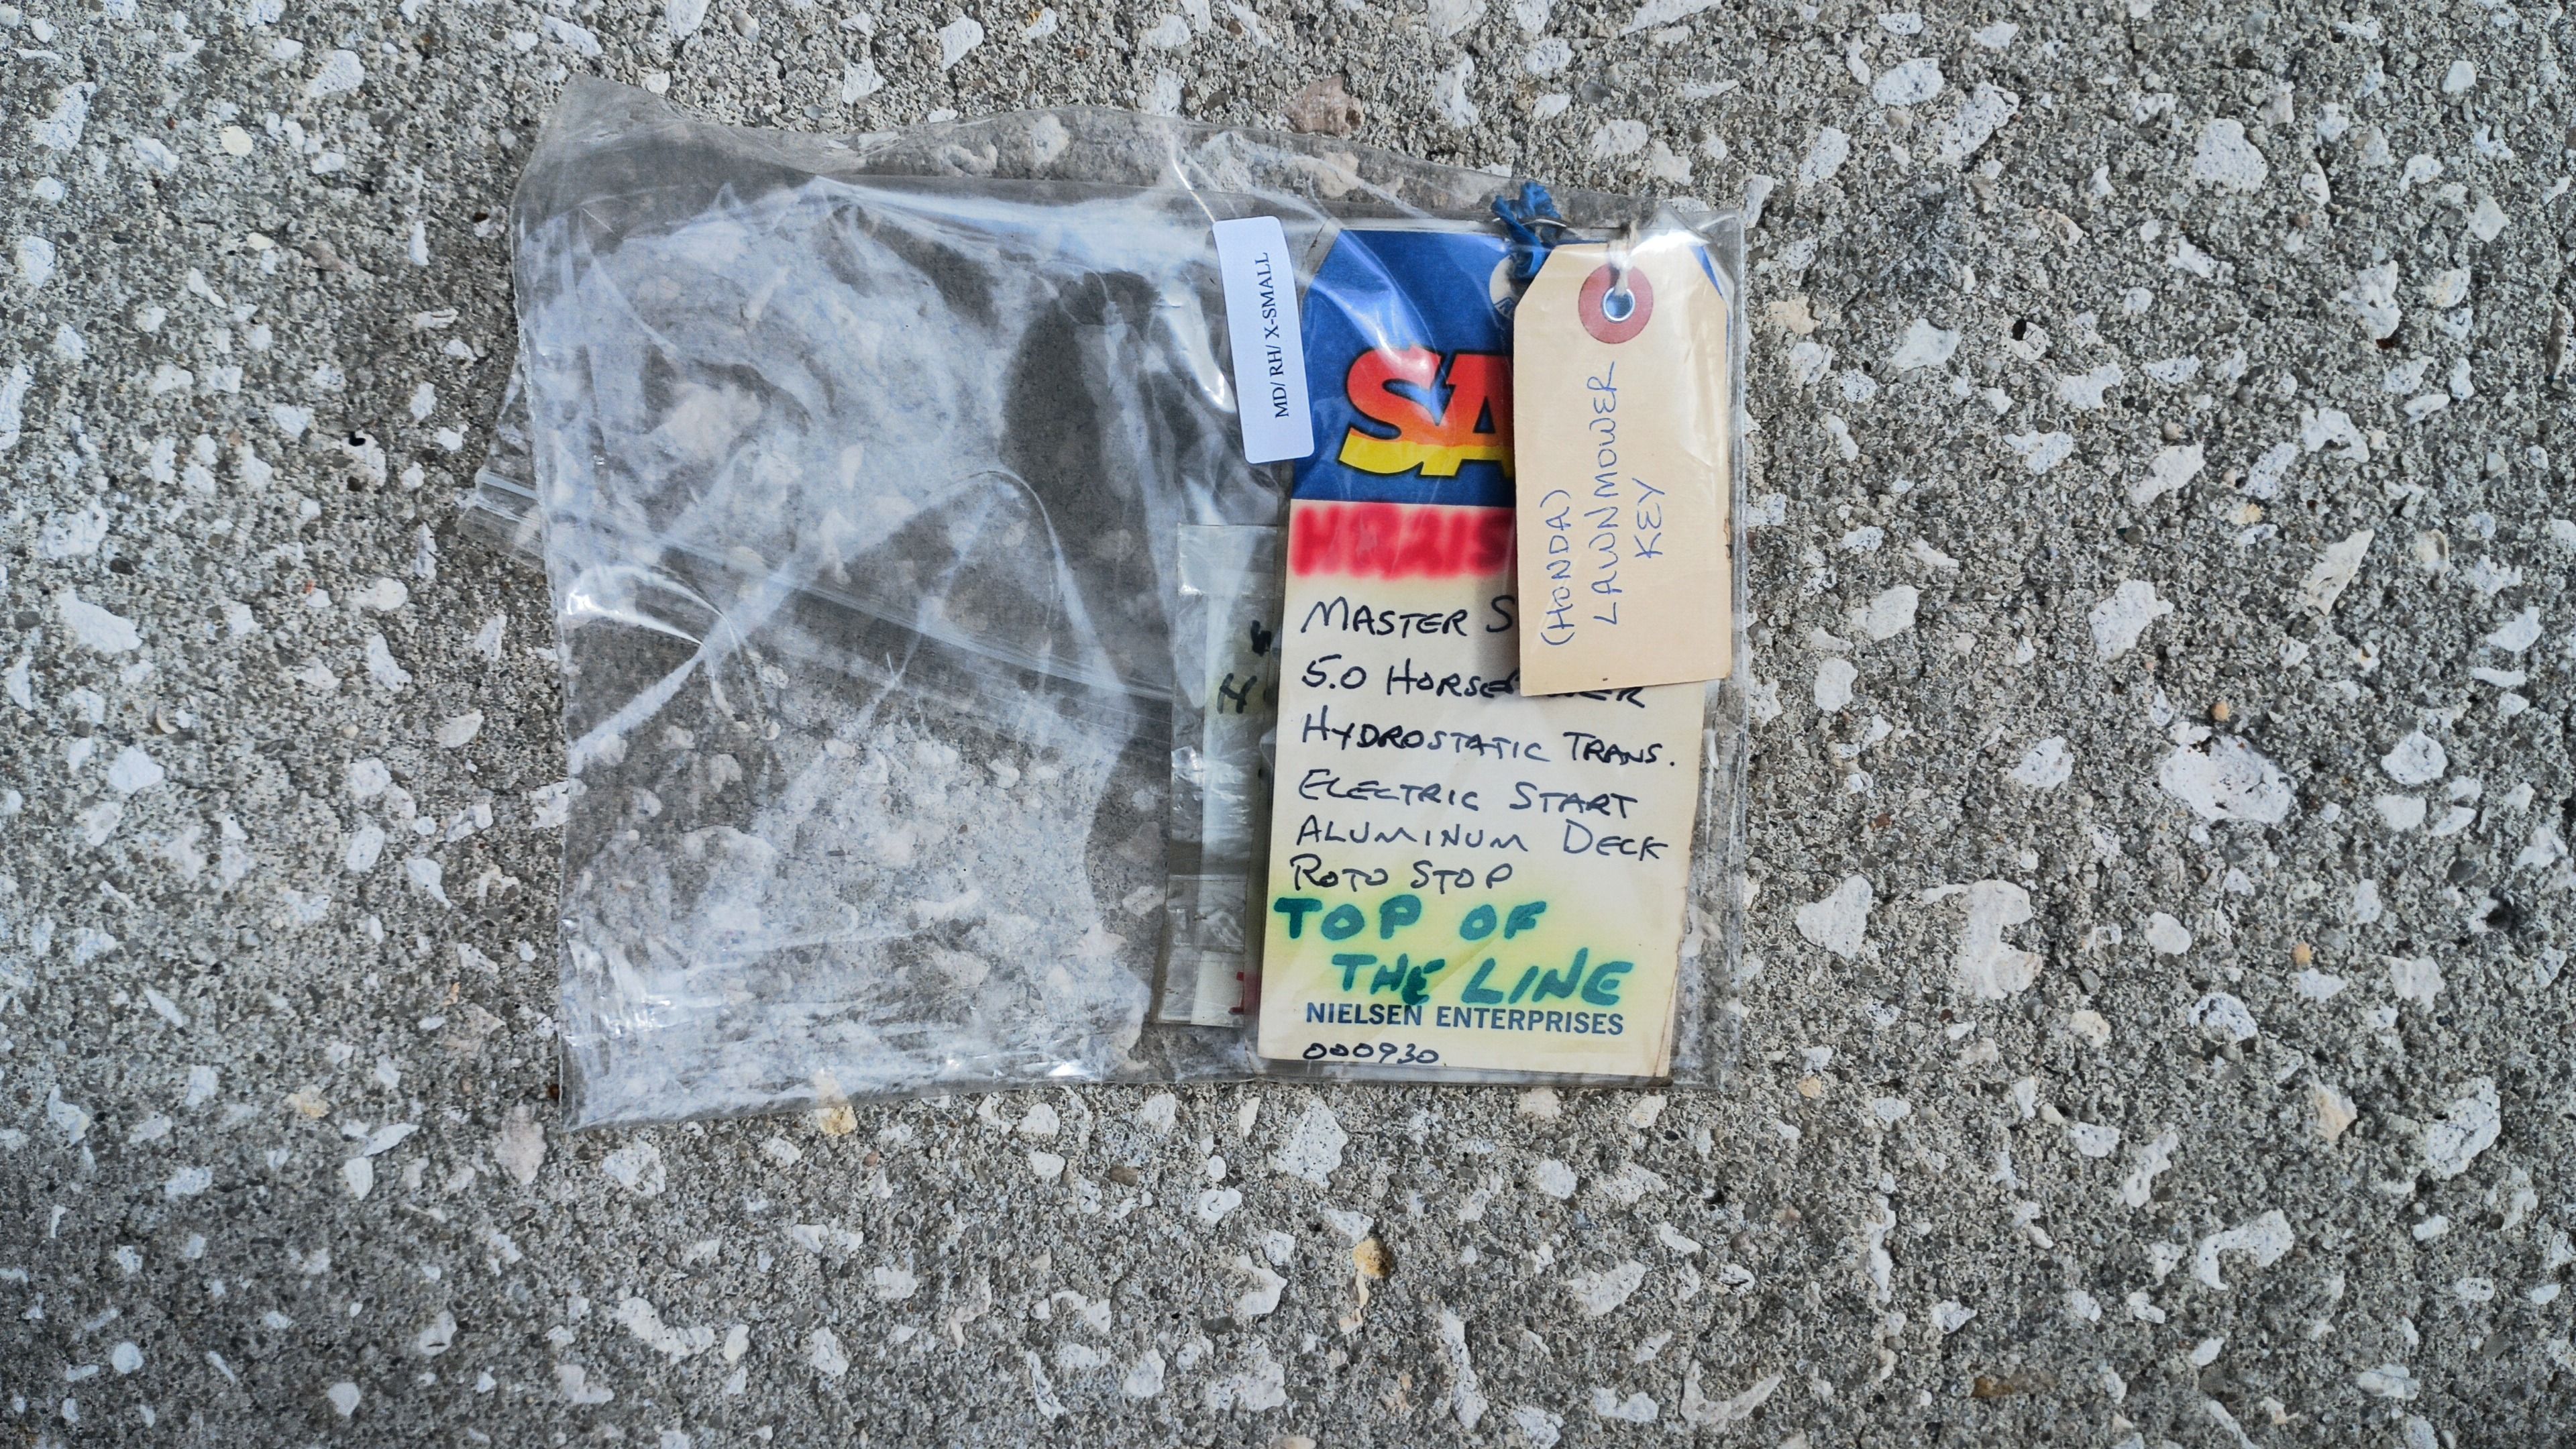 MD/ RH/ X-SMALL
SA
(HONDA)
LAWNMOWER
KEY
MASTER S
5.0
HYDROSTATIC TRANS.
ELECTRIC START
ALUMINUM DECK
ROTO STOP
TOP OF
THE LINE
NIELSEN ENTERPRISES
000930